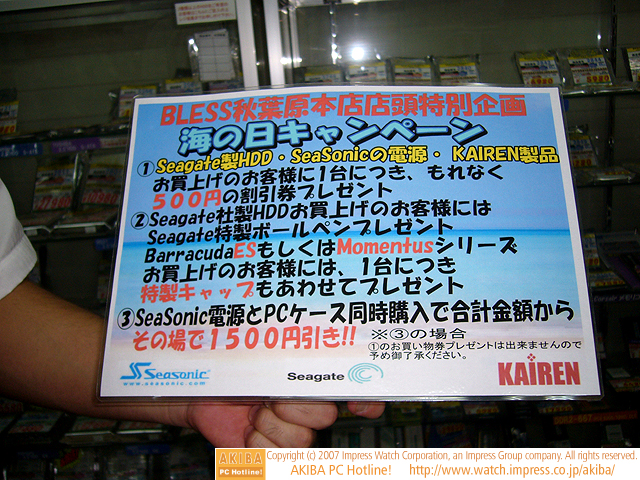 BLESS秋葉原本店店頭特別企画
海の日キャンペーン
①Seagate製HDD・SeaSonicの電源・KAIREN製品
お買上げのお客様に1台につき、もれなく
500円の割引券プレゼント
②Seagate社製HDDお買上げのお客様には
Seagate特製ボールペンプレゼント
BarracudaESもしくはMomentusシリーズ
お買上げのお客様には、1台につき
特製キャップもあわせてプレゼント
③SeaSonic電源とPCケース同時購入で合計金額から
その場で1500円引き!!
※③の場合
①のお買い物券プレゼントは出来ませんので
予め御了承ください。
Seasonic
www.seasonic.com
Seagate
KAIREN
AKIBA
PC Hotline!
Copyright (c) 2007 Impress Watch Corporation, an Impress Group company. All rights reserved.
AKIBA PC Hotline! http://www.watch.impress.co.jp/akiba/